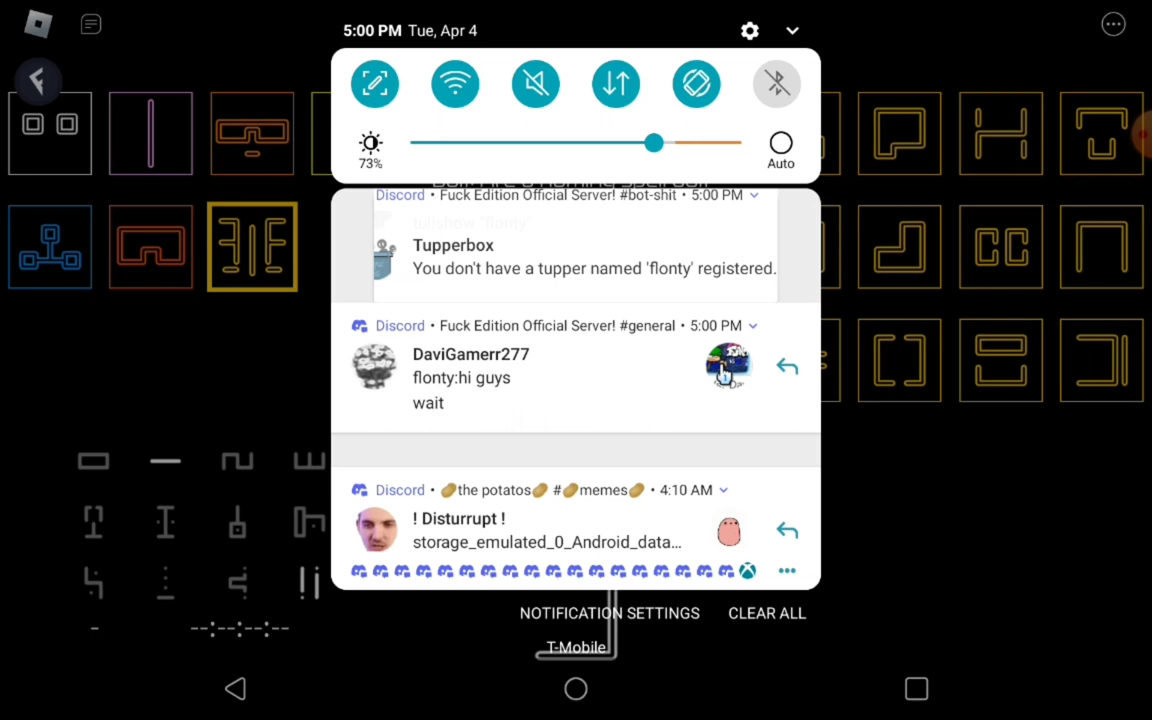 5:00 PM Tue, Apr 4
73%
Auto
Discord • Fuck Edition Official Server! #bot-shit • 5:00 PM
Tupperbox
You don't have a tupper named 'flonty' registered.
Discord • Fuck Edition Official Server! #general • 5:00 PM
DaviGamerr277
flonty:hi guys
wait
Discord • 🥔the potatos🥔 #🥔memes🥔 • 4:10 AM
! Disturrupt !
storage_emulated_0_Android_data...
NOTIFICATION SETTINGS CLEAR ALL
- --:--:--:--
T-Mobile